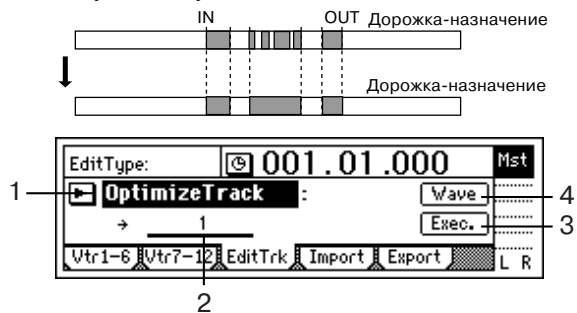 IN OUT Дорожка-назначение
Дорожка-назначение
EditType: 001.01.000 Mst
1 OptimizeTrack : Wave 4
→ 1 Exec. 3
Vtr1-6 Vtr7-12 EditTrk Import Export L R
2